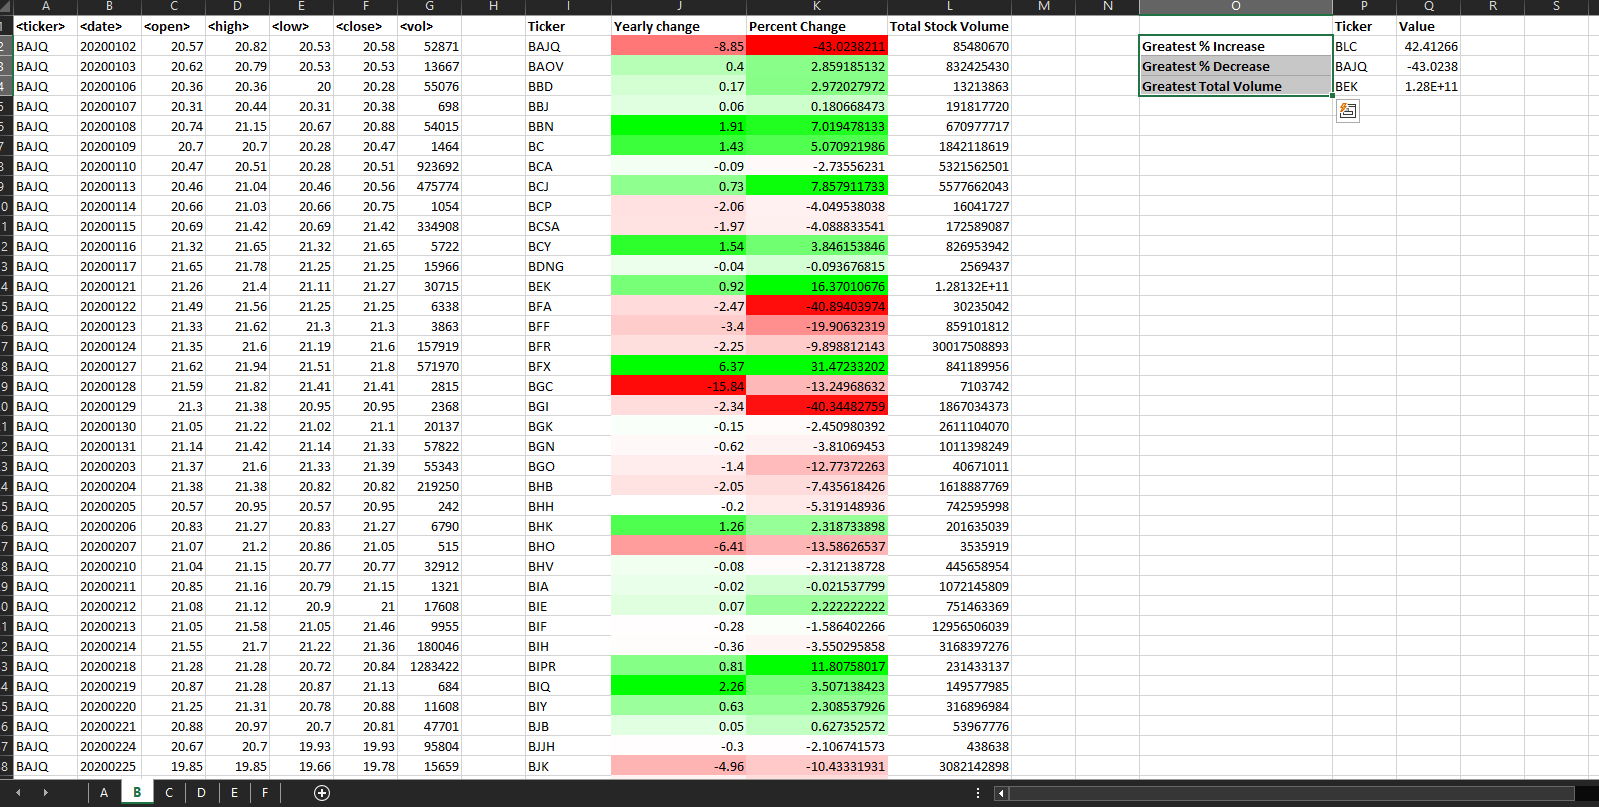 A B C D E F G H I J K L M N O P Q R S
1 <ticker> <date> <open> <high> <low> <close> <vol> Ticker Yearly change Percent Change Total Stock Volume Ticker Value
2 BAJQ 20200102 20.57 20.82 20.53 20.58 52871 BAJQ -8.85 -43.0238211 85480670 Greatest % Increase BLC 42.41266
3 BAJQ 20200103 20.62 20.79 20.53 20.53 13667 BAOV 0.4 2.859185132 832425430 Greatest % Decrease BAJQ -43.0238
4 BAJQ 20200106 20.36 20.36 20 20.28 55076 BBD 0.17 2.972027972 13213863 Greatest Total Volume BEK 1.28E+11
5 BAJQ 20200107 20.31 20.44 20.31 20.38 698 BBJ 0.06 0.180668473 191817720
6 BAJQ 20200108 20.74 21.15 20.67 20.88 54015 BBN 1.91 7.019478133 670977717
7 BAJQ 20200109 20.7 20.7 20.28 20.47 1464 BC 1.43 5.070921986 1842118619
8 BAJQ 20200110 20.47 20.51 20.28 20.51 923692 BCA -0.09 -2.73556231 5321562501
9 BAJQ 20200113 20.46 21.04 20.46 20.56 475774 BCJ 0.73 7.857911733 5577662043
0 BAJQ 20200114 20.66 21.03 20.66 20.75 1054 BCP -2.06 -4.049538038 16041727
1 BAJQ 20200115 20.69 21.42 20.69 21.42 334908 BCSA -1.97 -4.088833541 172589087
2 BAJQ 20200116 21.32 21.65 21.32 21.65 5722 BCY 1.54 3.846153846 826953942
3 BAJQ 20200117 21.65 21.78 21.25 21.25 15966 BDNG -0.04 -0.093676815 2569437
4 BAJQ 20200121 21.26 21.4 21.11 21.27 30715 BEK 0.92 16.37010676 1.28132E+11
5 BAJQ 20200122 21.49 21.56 21.25 21.25 6338 BFA -2.47 -40.89403974 30235042
6 BAJQ 20200123 21.33 21.62 21.3 21.3 3863 BFF -3.4 -19.90632319 859101812
7 BAJQ 20200124 21.35 21.6 21.19 21.6 157919 BFR -2.25 -9.898812143 30017508893
8 BAJQ 20200127 21.62 21.94 21.51 21.8 571970 BFX 6.37 31.47233202 841189956
9 BAJQ 20200128 21.59 21.82 21.41 21.41 2815 BGC -15.84 -13.24968632 7103742
0 BAJQ 20200129 21.3 21.38 20.95 20.95 2368 BGI -2.34 -40.34482759 1867034373
1 BAJQ 20200130 21.05 21.22 21.02 21.1 20137 BGK -0.15 -2.450980392 2611104070
2 BAJQ 20200131 21.14 21.42 21.14 21.33 57822 BGN -0.62 -3.81069453 1011398249
3 BAJQ 20200203 21.37 21.6 21.33 21.39 55343 BGO -1.4 -12.77372263 40671011
4 BAJQ 20200204 21.38 21.38 20.82 20.82 219250 BHB -2.05 -7.435618426 1618887769
5 BAJQ 20200205 20.57 20.95 20.57 20.95 242 BHH -0.2 -5.319148936 742595998
6 BAJQ 20200206 20.83 21.27 20.83 21.27 6790 BHK 1.26 2.318733898 201635039
7 BAJQ 20200207 21.07 21.2 20.86 21.05 515 BHO -6.41 -13.58626537 3535919
8 BAJQ 20200210 21.04 21.15 20.77 20.77 32912 BHV -0.08 -2.312138728 445658954
9 BAJQ 20200211 20.85 21.16 20.79 21.15 1321 BIA -0.02 -0.021537799 1072145809
0 BAJQ 20200212 21.08 21.12 20.9 21 17608 BIE 0.07 2.222222222 751463369
1 BAJQ 20200213 21.05 21.58 21.05 21.46 9955 BIF -0.28 -1.586402266 12956506039
2 BAJQ 20200214 21.55 21.7 21.22 21.36 180046 BIH -0.36 -3.550295858 3168397276
3 BAJQ 20200218 21.28 21.28 20.72 20.84 1283422 BIPR 0.81 11.80758017 231433137
4 BAJQ 20200219 20.87 21.28 20.87 21.13 684 BIQ 2.26 3.507138423 149577985
5 BAJQ 20200220 21.25 21.31 20.78 20.88 11608 BIY 0.63 2.308537926 316896984
6 BAJQ 20200221 20.88 20.97 20.7 20.81 47701 BJB 0.05 0.627352572 53967776
7 BAJQ 20200224 20.67 20.7 19.93 19.93 95804 BJJH -0.3 -2.106741573 438638
8 BAJQ 20200225 19.85 19.85 19.66 19.78 15659 BJK -4.96 -10.43331931 3082142898
A B C D E F